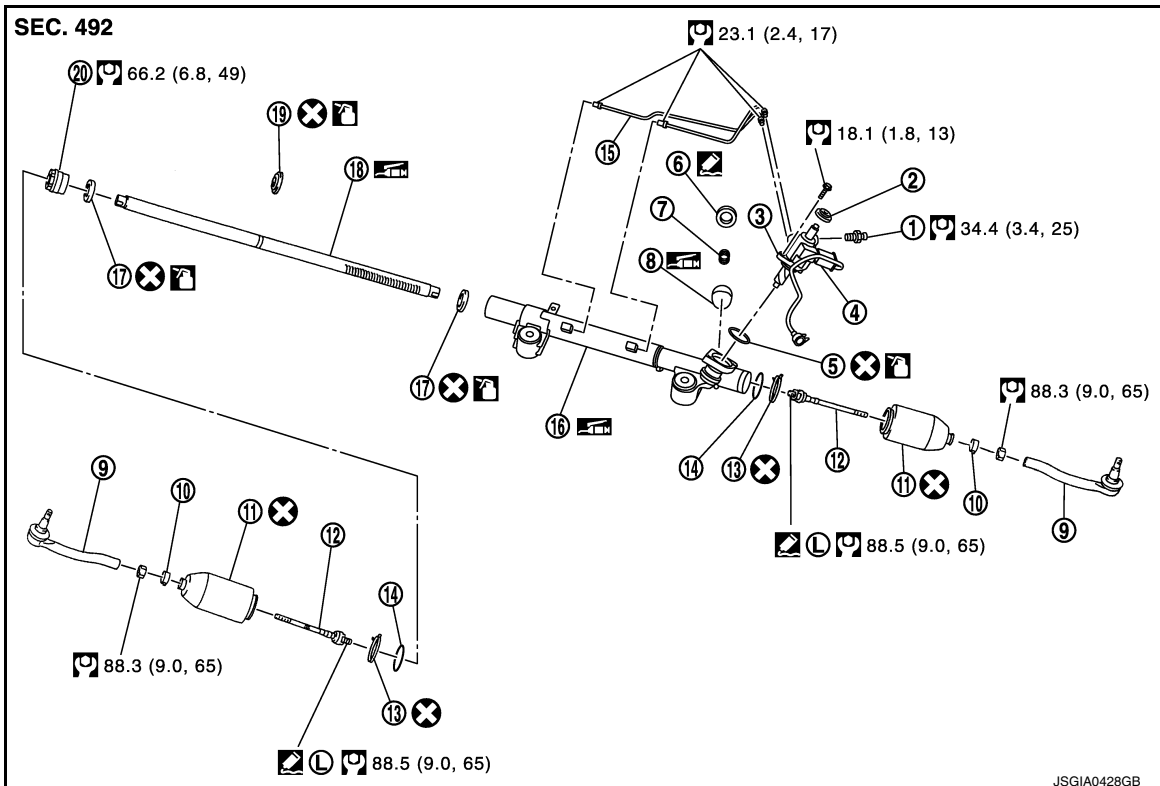 SEC. 492
23.1 (2.4, 17)
20 66.2 (6.8, 49)
19
18.1 (1.8, 13)
15
18
6
2
7
3
1 34.4 (3.4, 25)
8
17
4
5
17
88.3 (9.0, 65)
16
14
13
12
11
10
9
9
10
11
12
L 88.5 (9.0, 65)
14
88.3 (9.0, 65)
13
L 88.5 (9.0, 65)
JSGIA0428GB